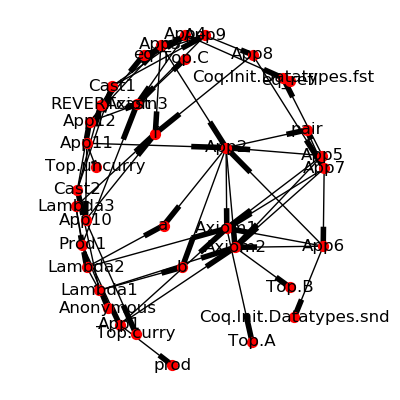 App4
App9
App3
eq
Top.C
App8
Coq.Init.Datatypes.fst
eq_refl
Cast1
REVERTcast
Axiom3
App12
pair
App11
App2
App5
Top.uncurry
App7
Cast2
Lambda3
App10
a
Axiom1
Prod1
Axiom2
App6
Lambda2
b
Lambda1
Top.B
Anonymous
Coq.Init.Datatypes.snd
App1
Top.curry
Top.A
prod